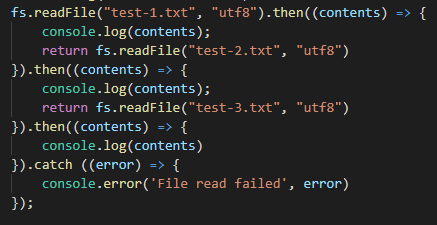 fs.readFile("test-1.txt", "utf8").then((contents) => {
    console.log(contents);
    return fs.readFile("test-2.txt", "utf8")
}).then((contents) => {
    console.log(contents);
    return fs.readFile("test-3.txt", "utf8")
}).then((contents) => {
    console.log(contents)
}).catch ((error) => {
    console.error('File read failed', error)
});